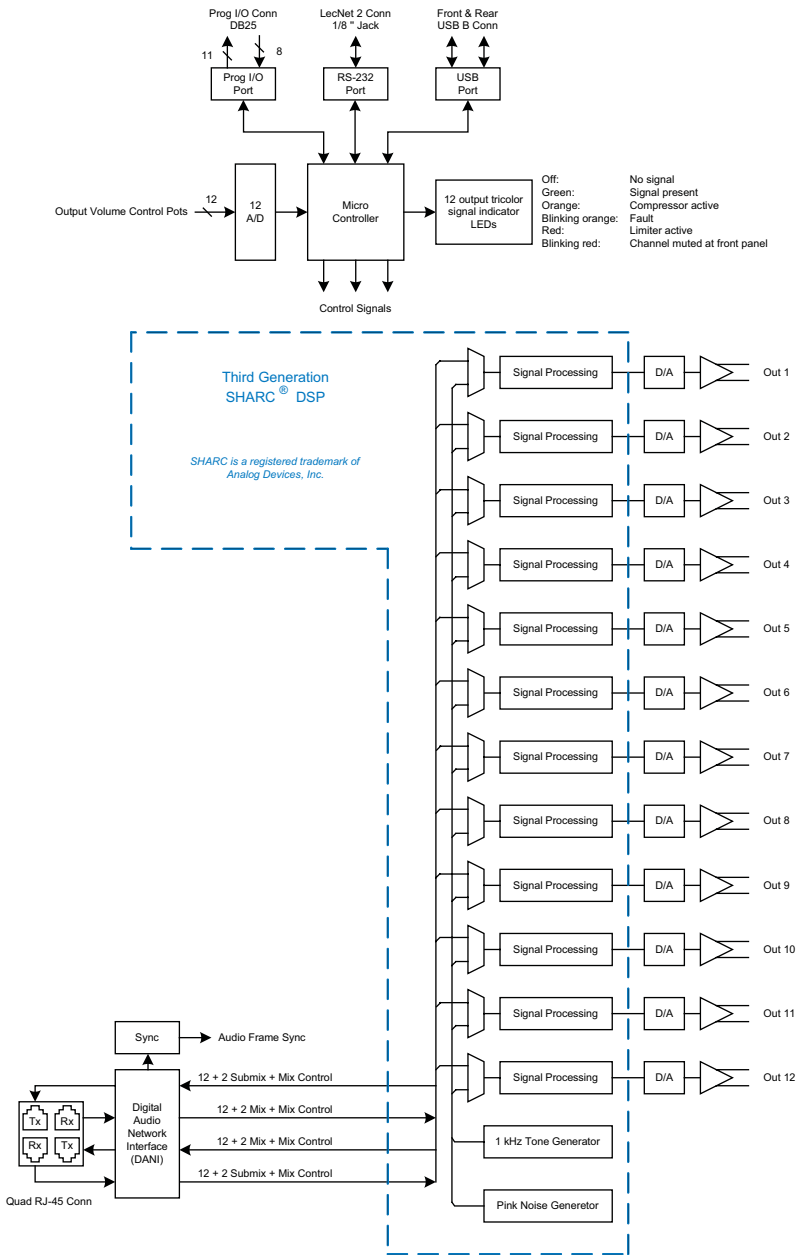 Prog I/O Conn
DB25
LecNet 2 Conn
1/8 " Jack
Front & Rear
USB B Conn
11
8
Prog I/O
Port
RS-232
Port
USB
Port
Output Volume Control Pots
12
12
A/D
Micro
Controller
12 output tricolor
signal indicator
LEDs
Off: No signal
Green: Signal present
Orange: Compressor active
Blinking orange: Fault
Red: Limiter active
Blinking red: Channel muted at front panel
Control Signals
Third Generation
SHARC ® DSP
SHARC is a registered trademark of
Analog Devices, Inc.
Signal Processing D/A Out 1
Signal Processing D/A Out 2
Signal Processing D/A Out 3
Signal Processing D/A Out 4
Signal Processing D/A Out 5
Signal Processing D/A Out 6
Signal Processing D/A Out 7
Signal Processing D/A Out 8
Signal Processing D/A Out 9
Signal Processing D/A Out 10
Signal Processing D/A Out 11
Signal Processing D/A Out 12
Sync
Audio Frame Sync
12 + 2 Submix + Mix Control
12 + 2 Mix + Mix Control
12 + 2 Mix + Mix Control
12 + 2 Submix + Mix Control
Tx Rx
Rx Tx
Digital
Audio
Network
Interface
(DANI)
Quad RJ-45 Conn
1 kHz Tone Generator
Pink Noise Generetor